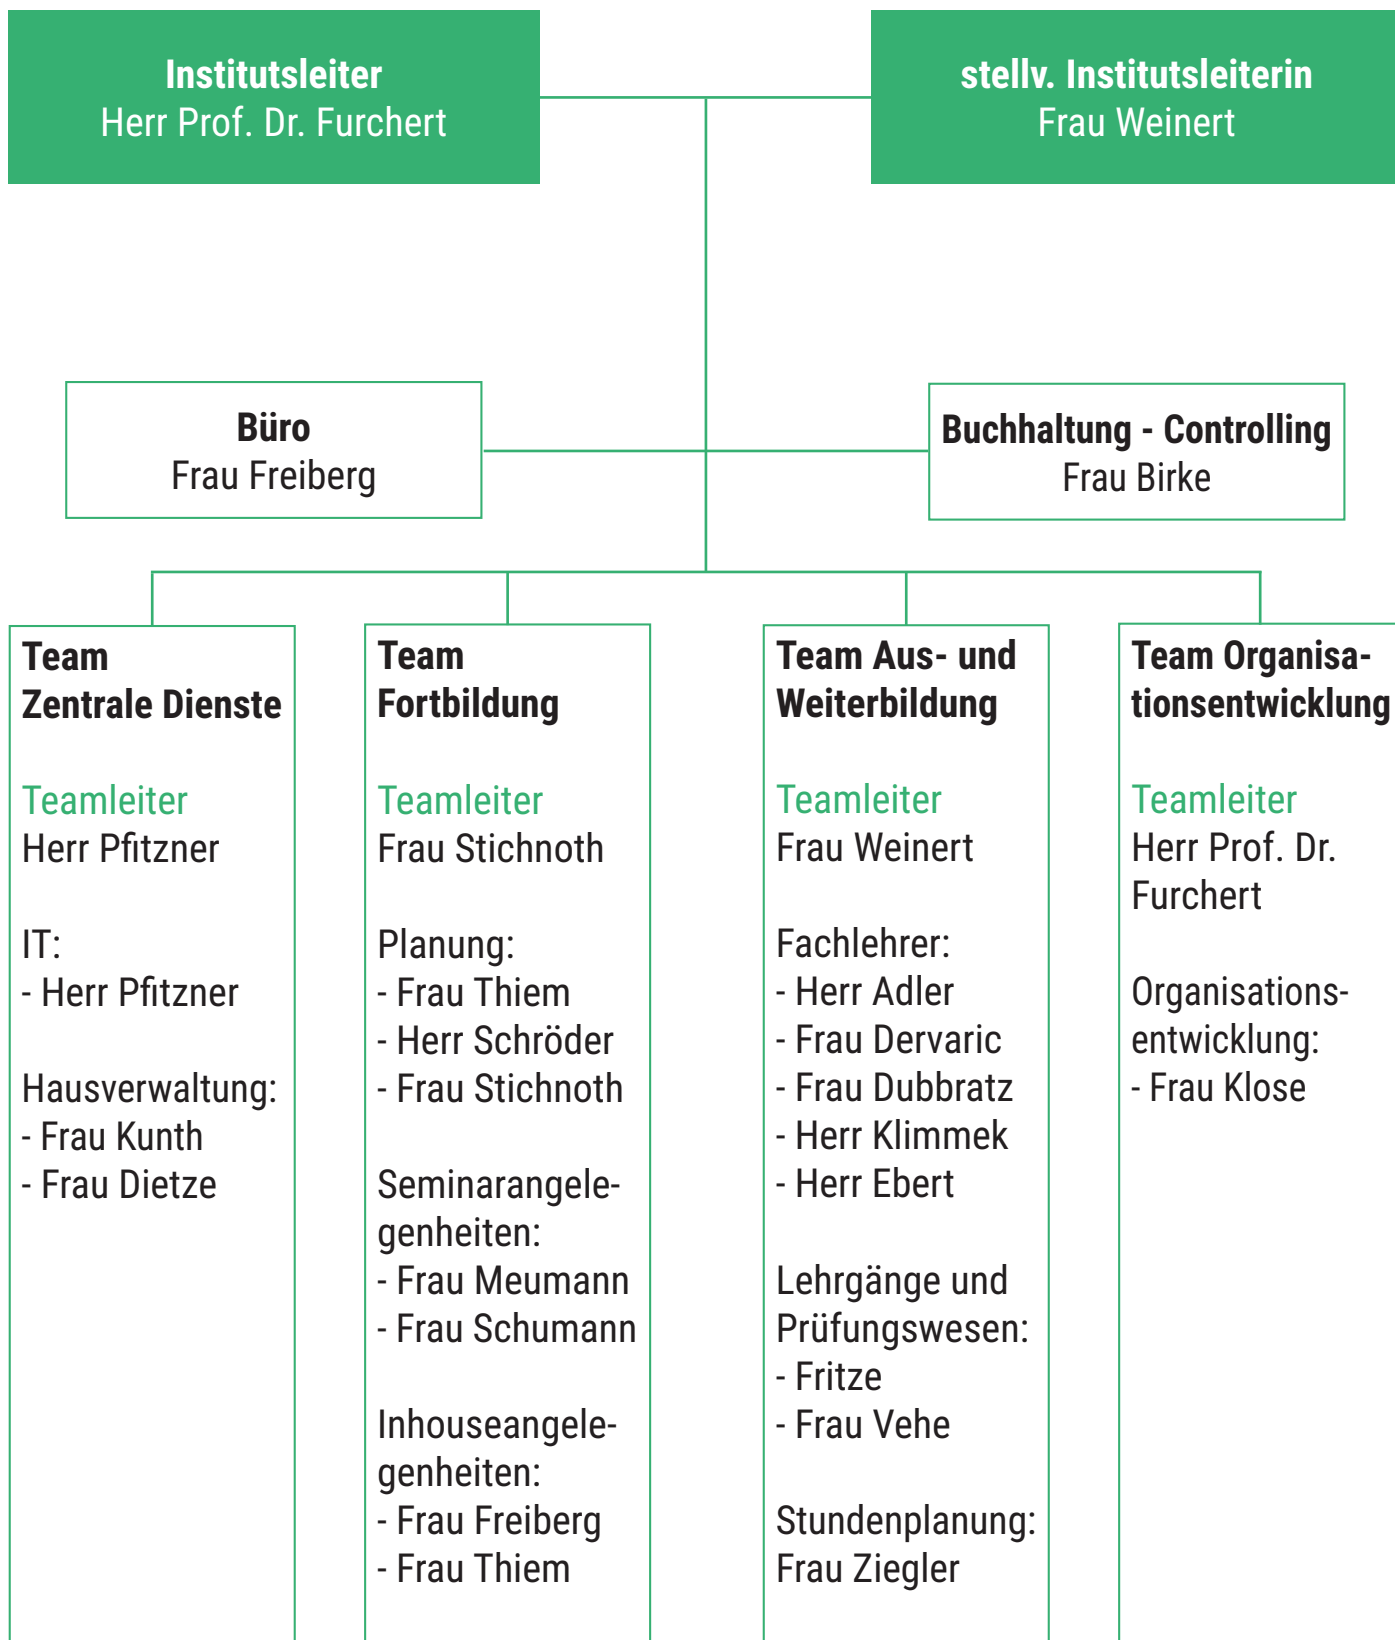 Institutsleiter
Herr Prof. Dr. Furchert
stellv. Institutsleiterin
Frau Weinert
Büro
Frau Freiberg
Buchhaltung - Controlling
Frau Birke
Team
Zentrale Dienste
Teamleiter
Herr Pfitzner
IT:
- Herr Pfitzner
Hausverwaltung:
- Frau Kunth
- Frau Dietze
Team
Fortbildung
Teamleiter
Frau Stichnoth
Planung:
- Frau Thiem
- Herr Schröder
- Frau Stichnoth
Seminarangele-
genheiten:
- Frau Meumann
- Frau Schumann
Inhouseangele-
genheiten:
- Frau Freiberg
- Frau Thiem
Team Aus- und
Weiterbildung
Teamleiter
Frau Weinert
Fachlehrer:
- Herr Adler
- Frau Dervaric
- Frau Dubbratz
- Herr Klimmek
- Herr Ebert
Lehrgänge und
Prüfungswesen:
- Fritze
- Frau Vehe
Stundenplanung:
Frau Ziegler
Team Organisa-
tionsentwicklung
Teamleiter
Herr Prof. Dr.
Furchert
Organisations-
entwicklung:
- Frau Klose